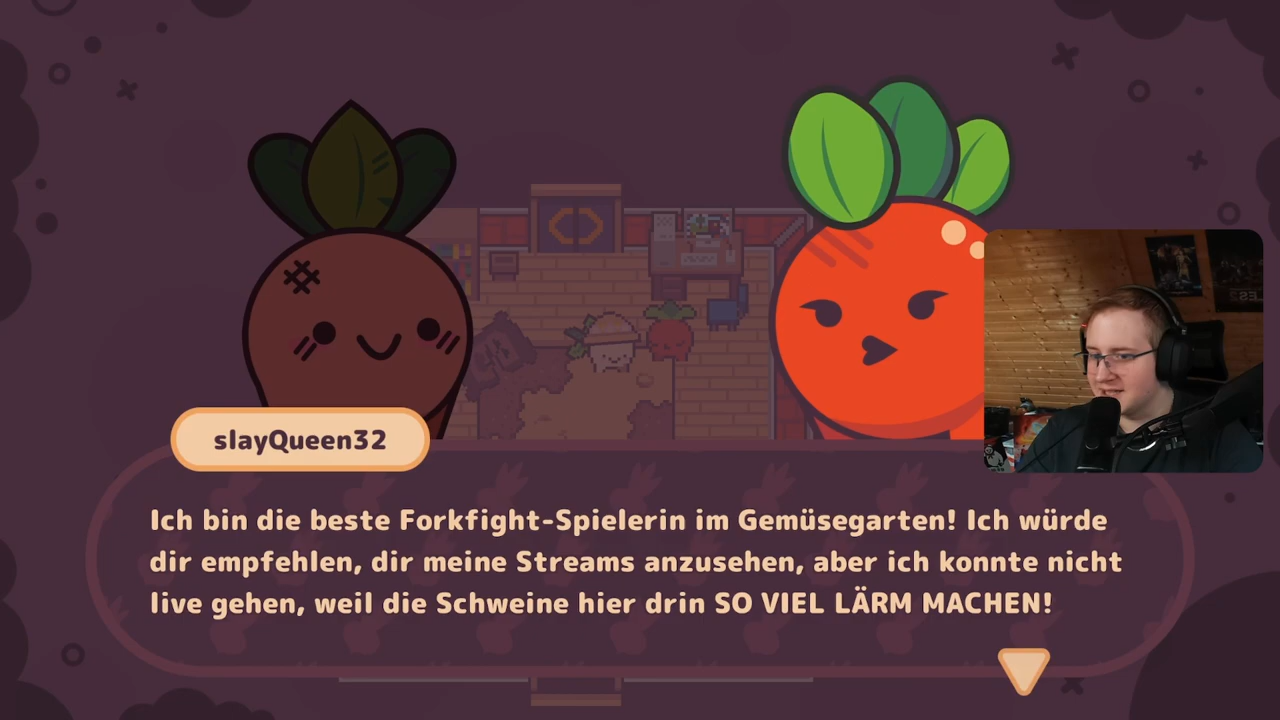 slayQueen32
Ich bin die beste Forkfight-Spielerin im Gemüsegarten! Ich würde
dir empfehlen, dir meine Streams anzusehen, aber ich konnte nicht
live gehen, weil die Schweine hier drin SO VIEL LÄRM MACHEN!